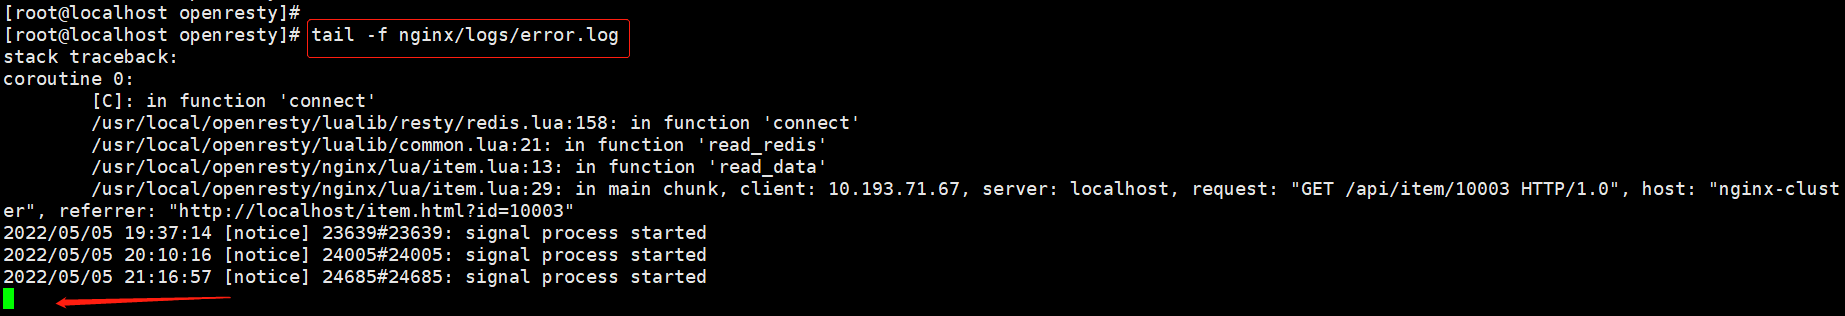 [root@localhost openresty]#
[root@localhost openresty]# tail -f nginx/logs/error.log
stack traceback:
coroutine 0:
        [C]: in function 'connect'
        /usr/local/openresty/lualib/resty/redis.lua:158: in function 'connect'
        /usr/local/openresty/lualib/common.lua:21: in function 'read_redis'
        /usr/local/openresty/nginx/lua/item.lua:13: in function 'read_data'
        /usr/local/openresty/nginx/lua/item.lua:29: in main chunk, client: 10.193.71.67, server: localhost, request: "GET /api/item/10003 HTTP/1.0", host: "nginx-clust
er", referrer: "http://localhost/item.html?id=10003"
2022/05/05 19:37:14 [notice] 23639#23639: signal process started
2022/05/05 20:10:16 [notice] 24005#24005: signal process started
2022/05/05 21:16:57 [notice] 24685#24685: signal process started